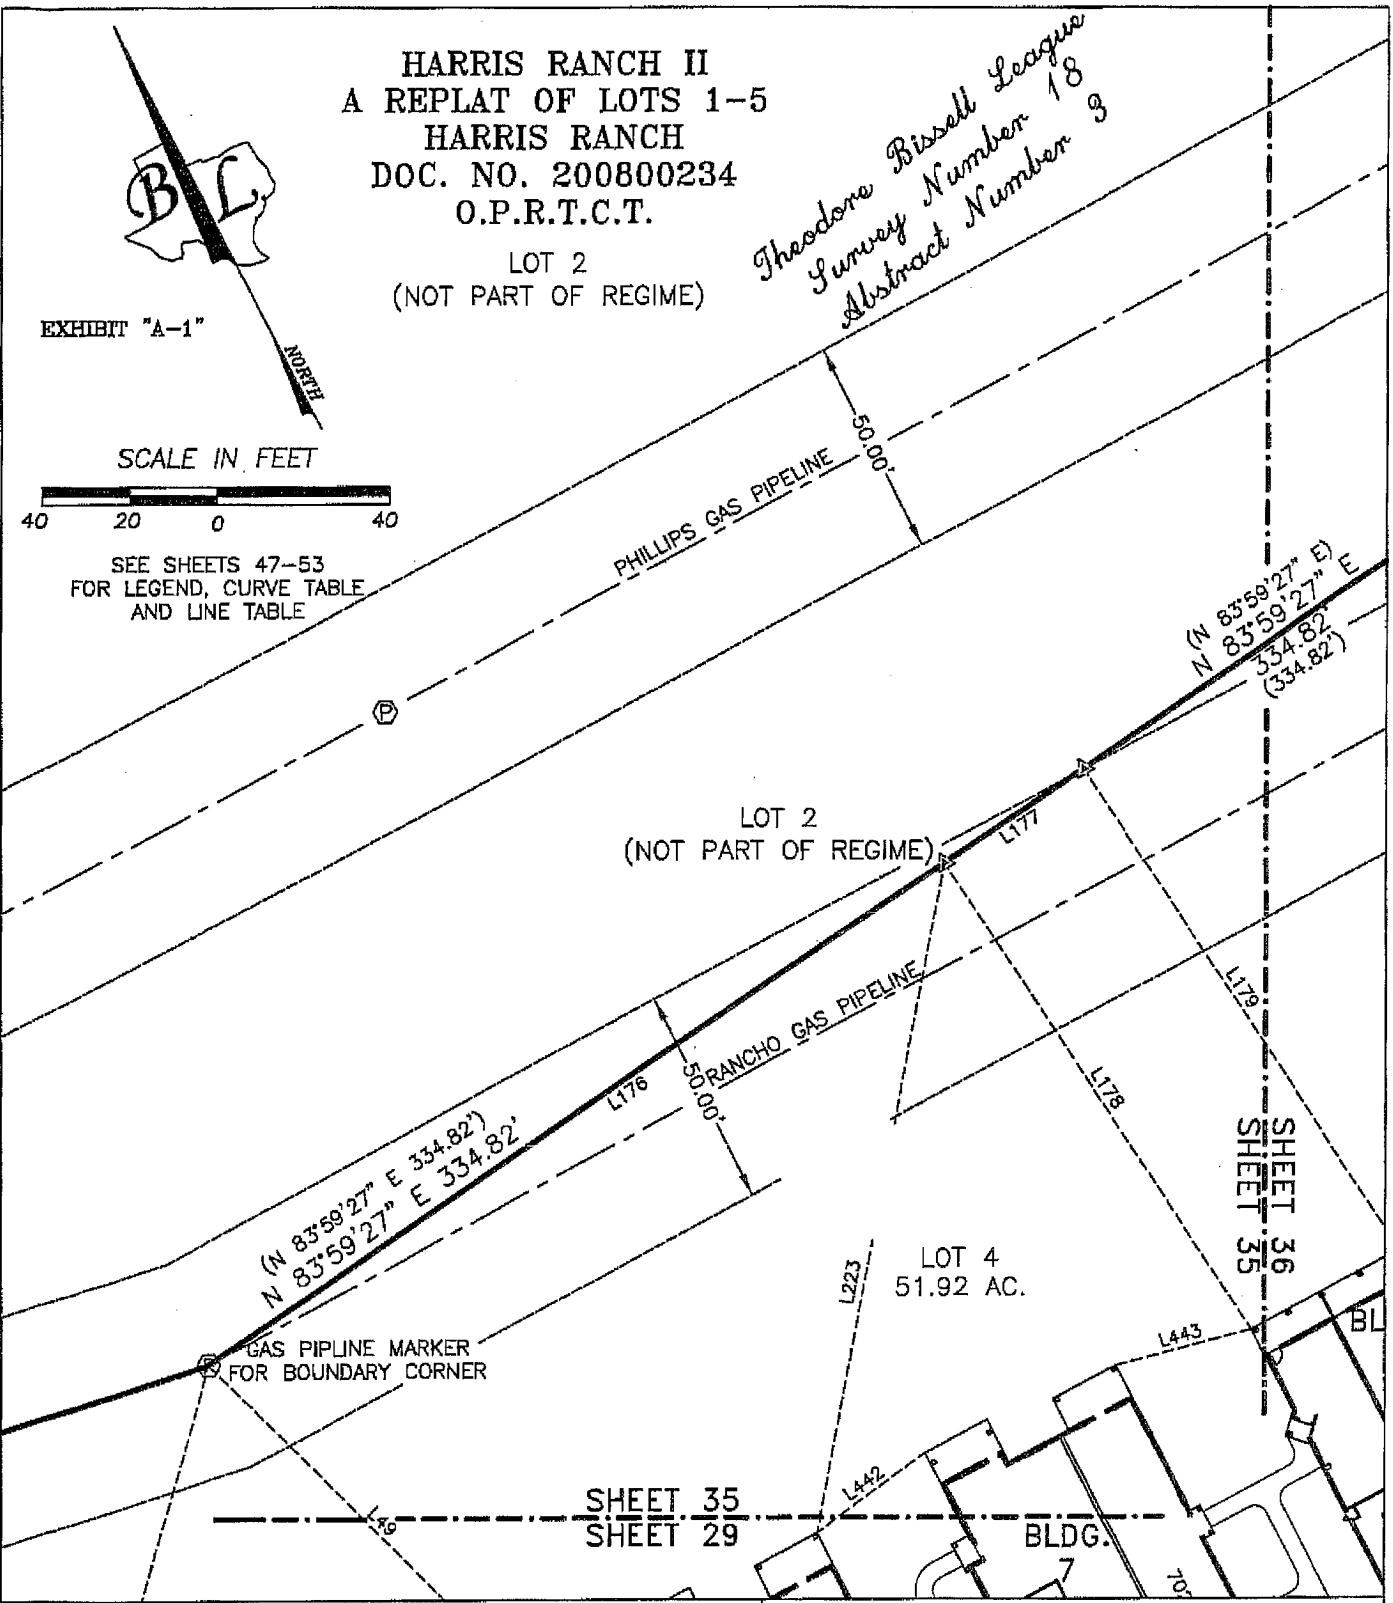 HARRIS RANCH II
A REPLAT OF LOTS 1-5
HARRIS RANCH
DOC. NO. 200800234
O.P.R.T.C.T.
LOT 2
(NOT PART OF REGIME)
Theodore Bissell League
Survey Number 18
Abstract Number 3
B L
EXHIBIT "A-1"
NORTH
SCALE IN FEET
40 20 0 40
SEE SHEETS 47-53
FOR LEGEND, CURVE TABLE
AND LINE TABLE
50.00'
PHILLIPS GAS PIPELINE
P
(N 83°59'27" E)
N 83°59'27" E
334.82'
(334.82')
LOT 2
(NOT PART OF REGIME)
L177
L179
L178
RANCHO GAS PIPELINE
L176
50.00'
(N 83°59'27" E 334.82')
N 83°59'27" E 334.82'
SHEET 36
SHEET 35
LOT 4
51.92 AC.
L223
GAS PIPLINE MARKER
FOR BOUNDARY CORNER
L443
BL
L442
L49
SHEET 35
SHEET 29
BLDG.
7